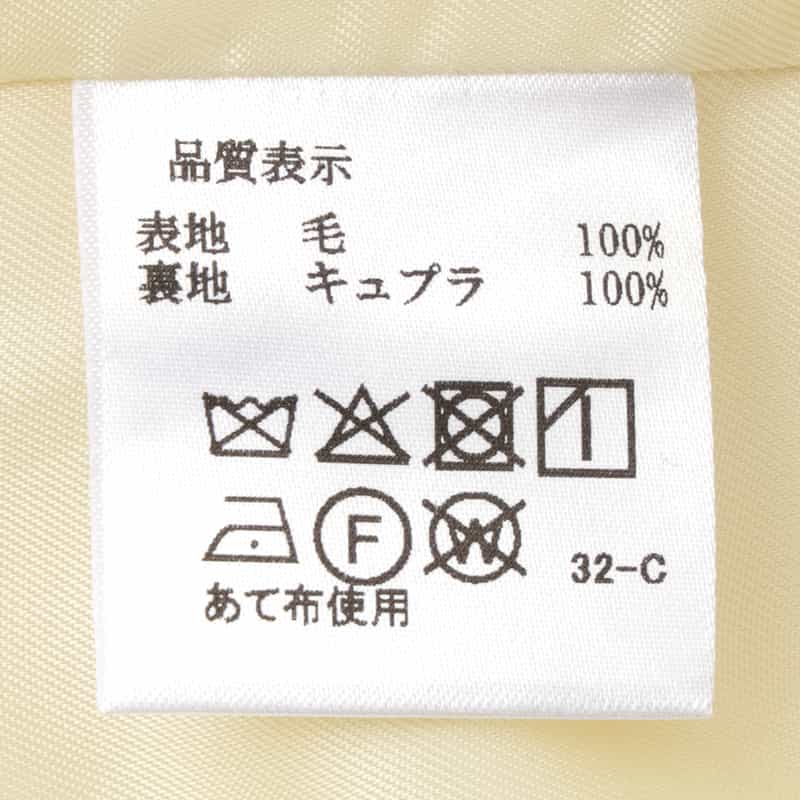 品質表示
表地 毛 100%
裏地 キュプラ 100%
F W
32-C
あて布使用